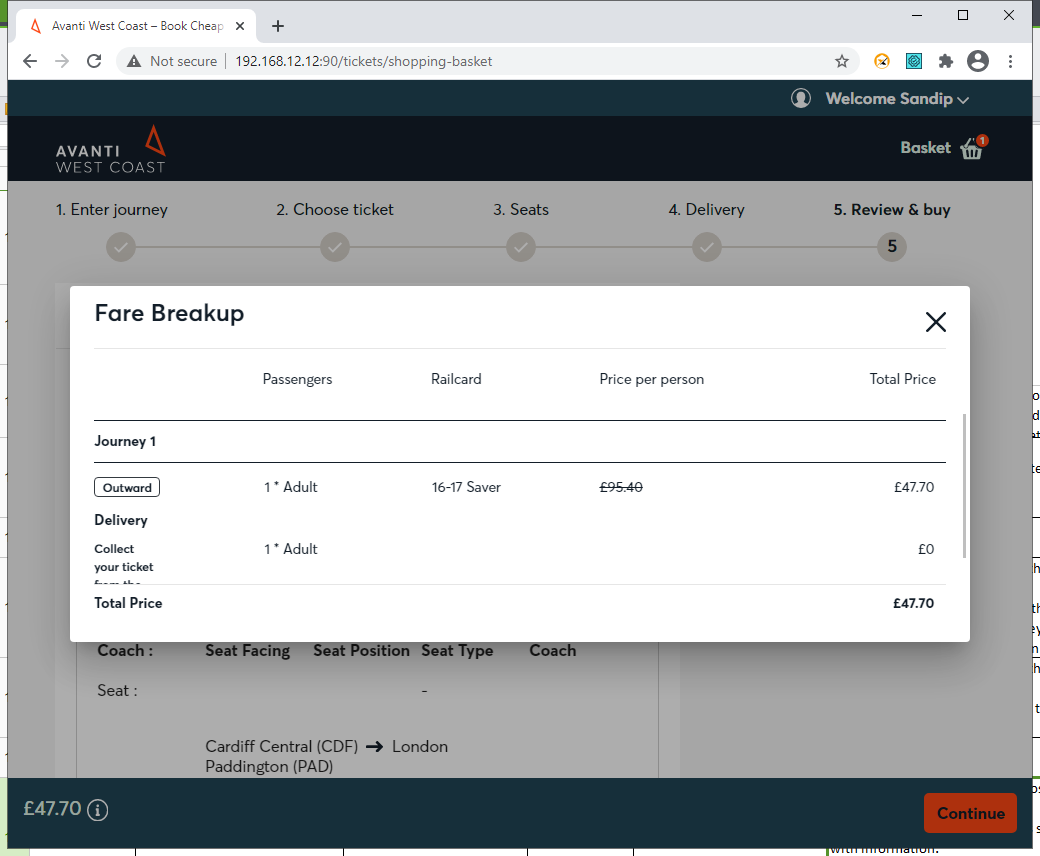 Avanti West Coast – Book Cheap
Not secure
192.168.12.12:90/tickets/shopping-basket
Welcome Sandip
AVANTI
WEST COAST
Basket
1
1. Enter journey
2. Choose ticket
3. Seats
4. Delivery
5. Review & buy
5
Fare Breakup
Passengers Railcard Price per person Total Price
Journey 1
Outward 1 * Adult 16-17 Saver £95.40 £47.70
Delivery
Collect 1 * Adult £0
your ticket
from the
Total Price £47.70
Coach : Seat Facing Seat Position Seat Type Coach
Seat : -
Cardiff Central (CDF) ➔ London
Paddington (PAD)
£47.70
Continue
with information.